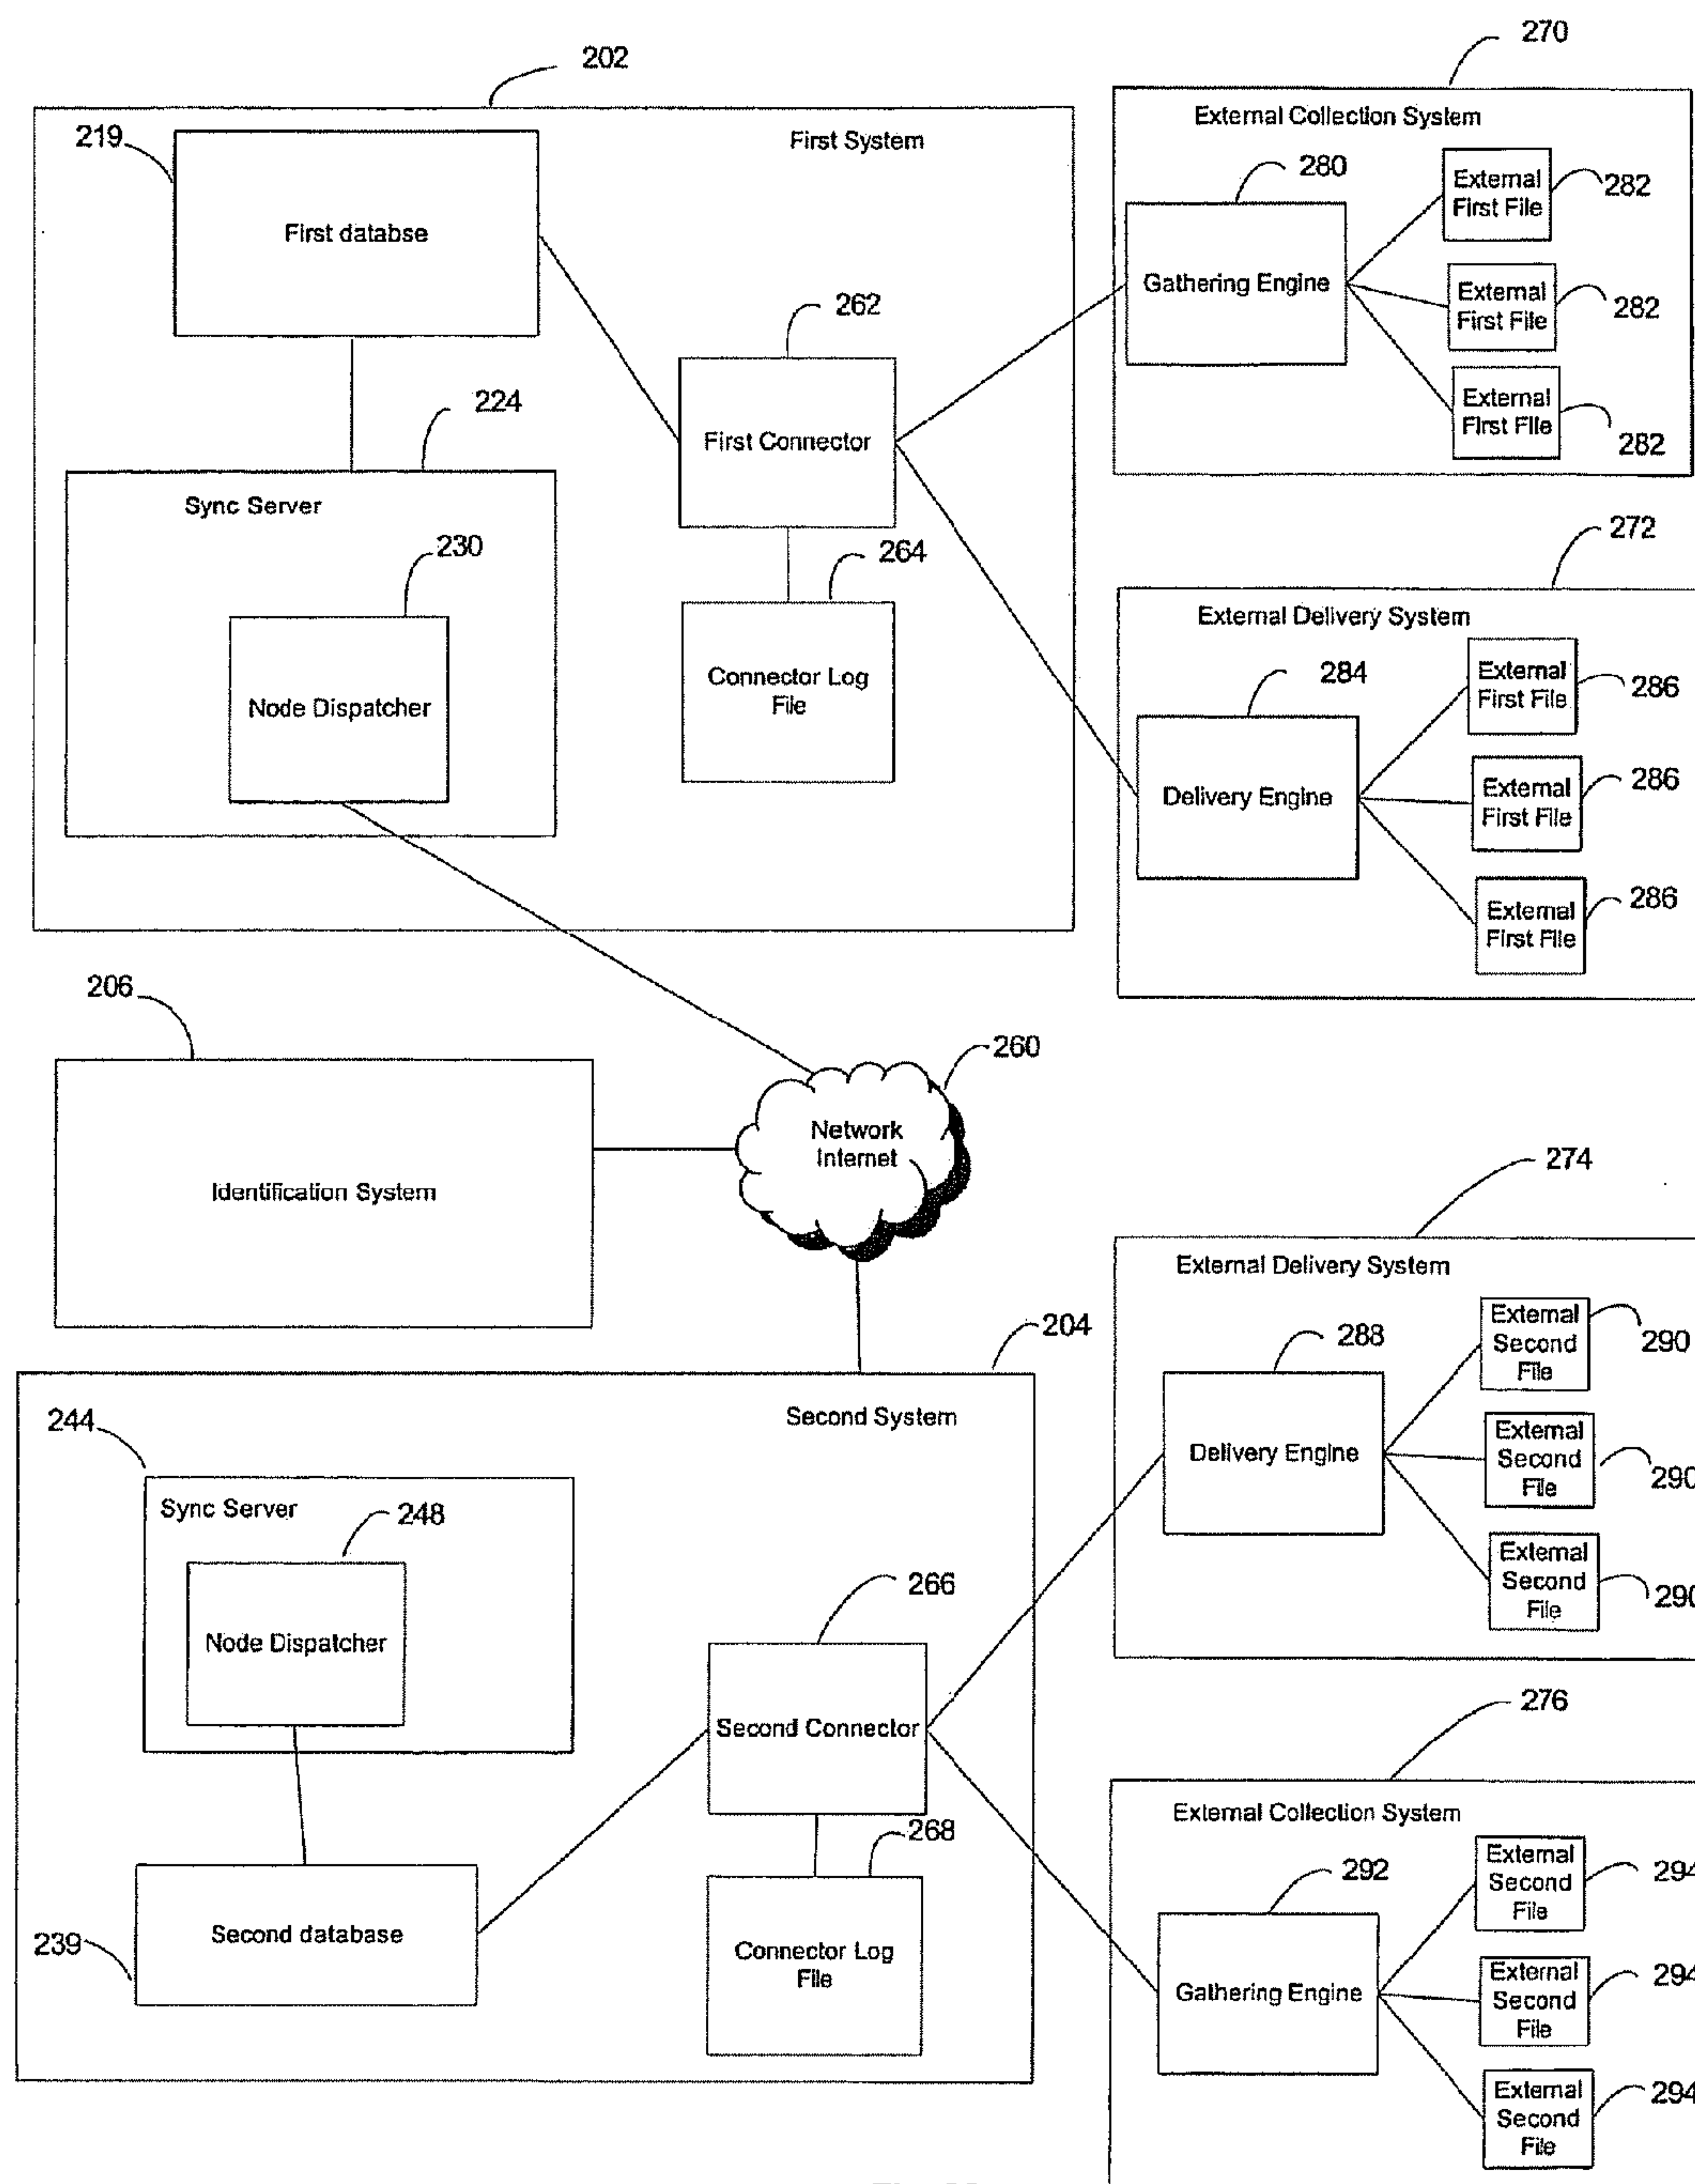 202
219
First System
First databse
262
224
First Connector
Sync Server
230
264
Node Dispatcher
Connector Log
File
270
External Collection System
280
Gathering Engine
External
First File
282
External
First File
282
External
First File
282
272
External Delivery System
284
Delivery Engine
External
First File
286
External
First File
286
External
First File
286
206
Identification System
260
Network
Internet
204
Second System
244
Sync Server
248
Node Dispatcher
266
Second Connector
268
Connector Log
File
239
Second database
274
External Delivery System
288
Delivery Engine
External
Second
File
290
External
Second
File
290
External
Second
File
290
276
External Collection System
292
Gathering Engine
External
Second
File
294
External
Second
File
294
External
Second
File
294